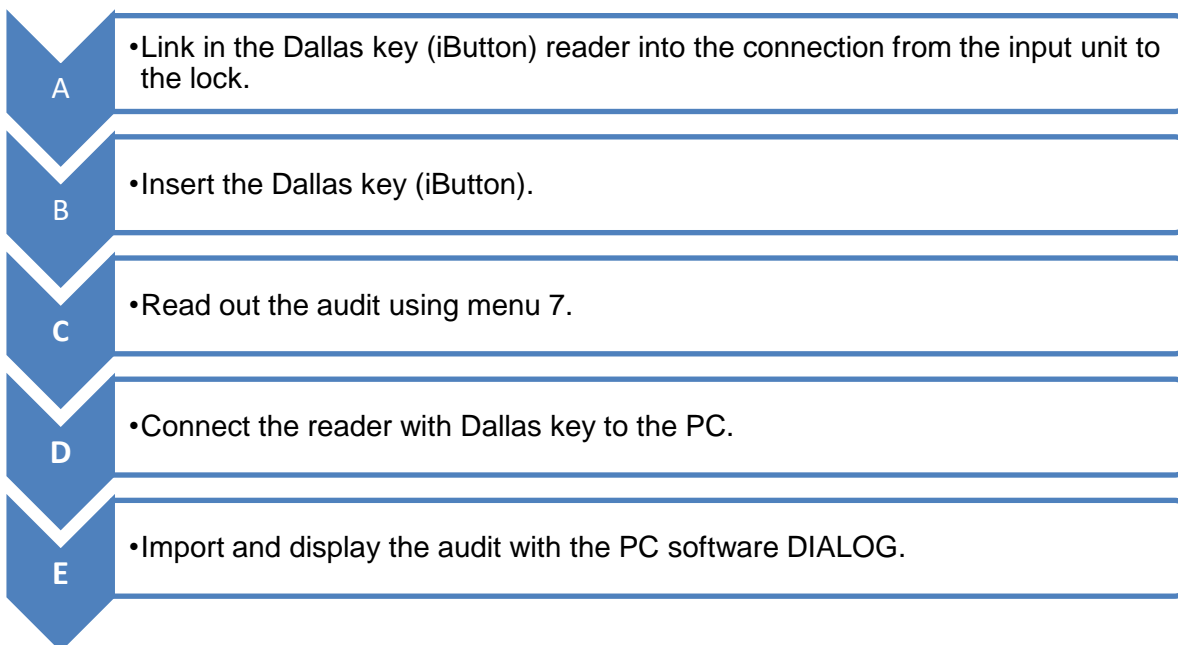 A
•Link in the Dallas key (iButton) reader into the connection from the input unit to
the lock.
B
•Insert the Dallas key (iButton).
C
•Read out the audit using menu 7.
D
•Connect the reader with Dallas key to the PC.
E
•Import and display the audit with the PC software DIALOG.